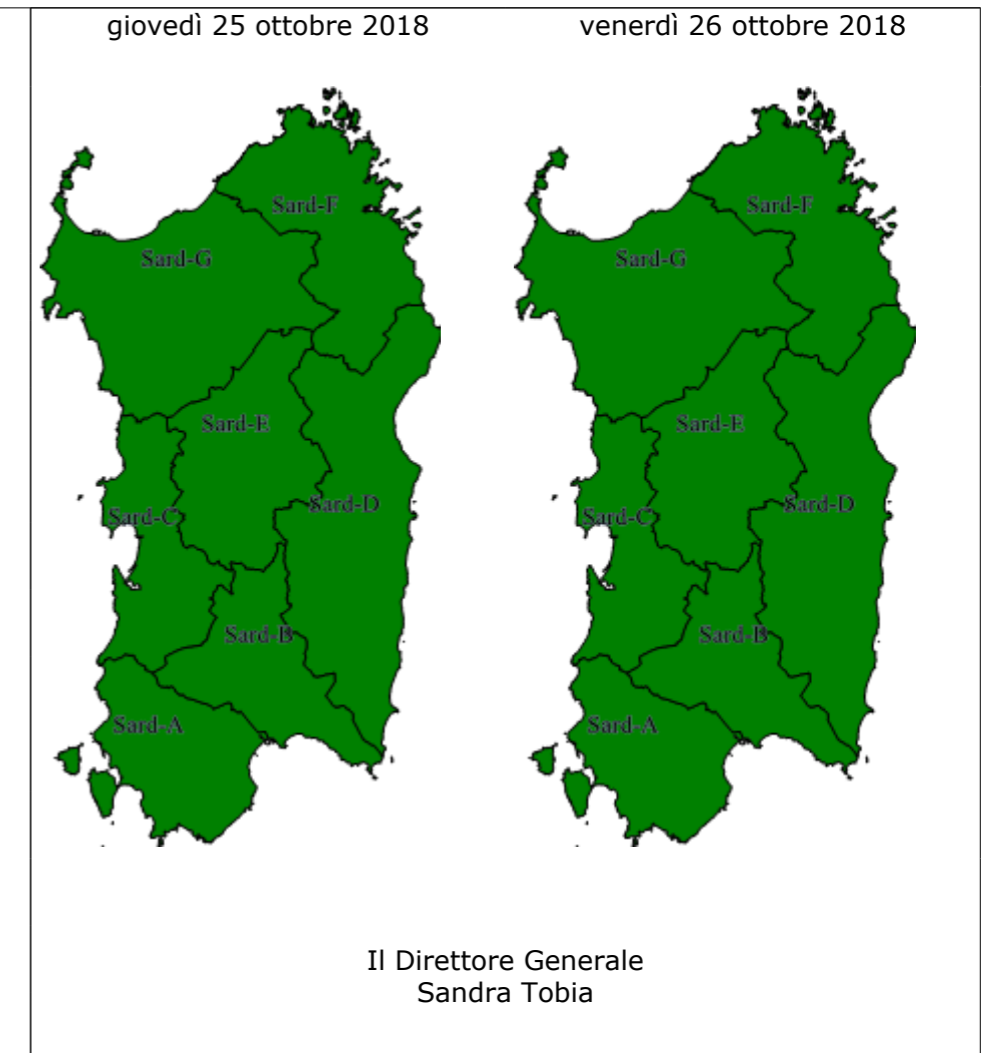 giovedì 25 ottobre 2018
venerdì 26 ottobre 2018
Sard-F
Sard-G
Sard-E
Sard-D
Sard-C
Sard-B
Sard-A
Sard-F
Sard-G
Sard-E
Sard-D
Sard-C
Sard-B
Sard-A
Il Direttore Generale
Sandra Tobia